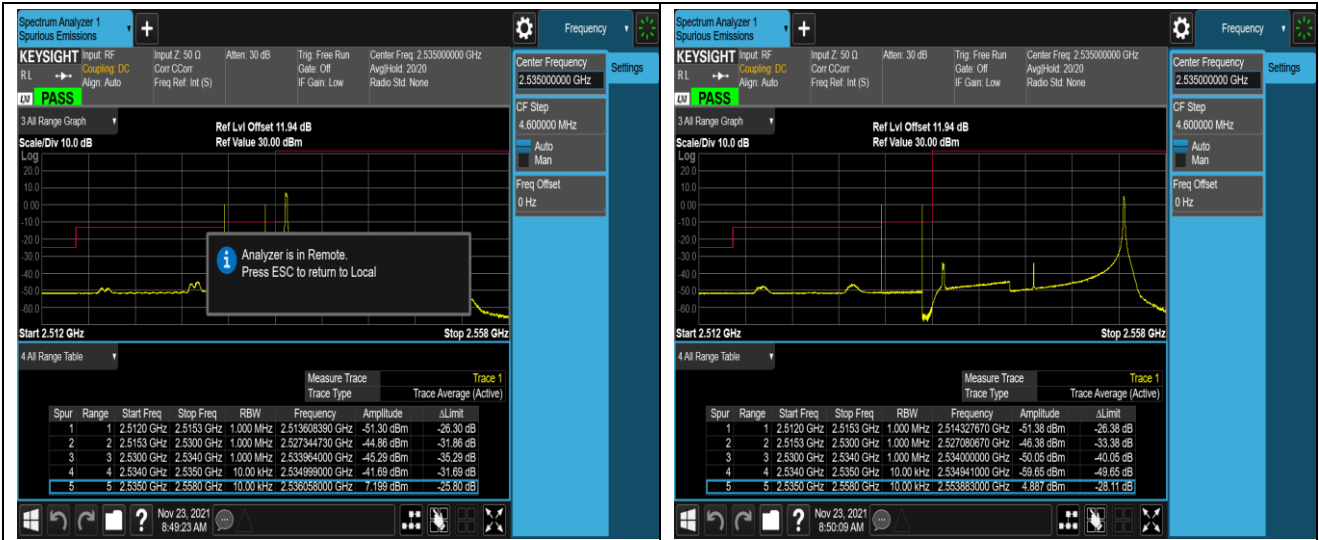 Spectrum Analyzer 1
Spurious Emissions
Frequency
KEYSIGHT
RL
PASS
Input: RF
Coupling: DC
Align: Auto
Input Z: 50 Ω
Corr CCorr
Freq Ref: Int (S)
Atten: 30 dB
Trig: Free Run
Gate: Off
IF Gain: Low
Center Freq: 2.535000000 GHz
Avg|Hold: 20/20
Radio Std: None
Center Frequency
2.535000000 GHz
Settings
CF Step
4.600000 MHz
Auto
Man
Freq Offset
0 Hz
3 All Range Graph
Ref Lvl Offset 11.94 dB
Scale/Div 10.0 dB
Ref Value 30.00 dBm
Log
20.0
10.0
0.00
-10.0
-20.0
-30.0
-40.0
-50.0
-60.0
Analyzer is in Remote.
Press ESC to return to Local
Start 2.512 GHz
Stop 2.558 GHz
4 All Range Table
Measure Trace Trace 1
Trace Type Trace Average (Active)
Spur Range Start Freq Stop Freq RBW Frequency Amplitude ΔLimit
1 1 2.5120 GHz 2.5153 GHz 1.000 MHz 2.513608390 GHz -51.30 dBm -26.30 dB
2 2 2.5153 GHz 2.5300 GHz 1.000 MHz 2.527344730 GHz -44.86 dBm -31.86 dB
3 3 2.5300 GHz 2.5340 GHz 1.000 MHz 2.533964000 GHz -45.29 dBm -35.29 dB
4 4 2.5340 GHz 2.5350 GHz 10.00 kHz 2.534999000 GHz -41.69 dBm -31.69 dB
5 5 2.5350 GHz 2.5580 GHz 10.00 kHz 2.536058000 GHz 7.199 dBm -25.80 dB
Nov 23, 2021
8:49:23 AM
Spectrum Analyzer 1
Spurious Emissions
Frequency
KEYSIGHT
RL
PASS
Input: RF
Coupling: DC
Align: Auto
Input Z: 50 Ω
Corr CCorr
Freq Ref: Int (S)
Atten: 30 dB
Trig: Free Run
Gate: Off
IF Gain: Low
Center Freq: 2.535000000 GHz
Avg|Hold: 20/20
Radio Std: None
Center Frequency
2.535000000 GHz
Settings
CF Step
4.600000 MHz
Auto
Man
Freq Offset
0 Hz
3 All Range Graph
Ref Lvl Offset 11.94 dB
Scale/Div 10.0 dB
Ref Value 30.00 dBm
Log
20.0
10.0
0.00
-10.0
-20.0
-30.0
-40.0
-50.0
-60.0
Start 2.512 GHz
Stop 2.558 GHz
4 All Range Table
Measure Trace Trace 1
Trace Type Trace Average (Active)
Spur Range Start Freq Stop Freq RBW Frequency Amplitude ΔLimit
1 1 2.5120 GHz 2.5153 GHz 1.000 MHz 2.514327670 GHz -51.38 dBm -26.38 dB
2 2 2.5153 GHz 2.5300 GHz 1.000 MHz 2.527080670 GHz -46.38 dBm -33.38 dB
3 3 2.5300 GHz 2.5340 GHz 1.000 MHz 2.534000000 GHz -50.05 dBm -40.05 dB
4 4 2.5340 GHz 2.5350 GHz 10.00 kHz 2.534941000 GHz -59.65 dBm -49.65 dB
5 5 2.5350 GHz 2.5580 GHz 10.00 kHz 2.553883000 GHz 4.887 dBm -28.11 dB
Nov 23, 2021
8:50:09 AM